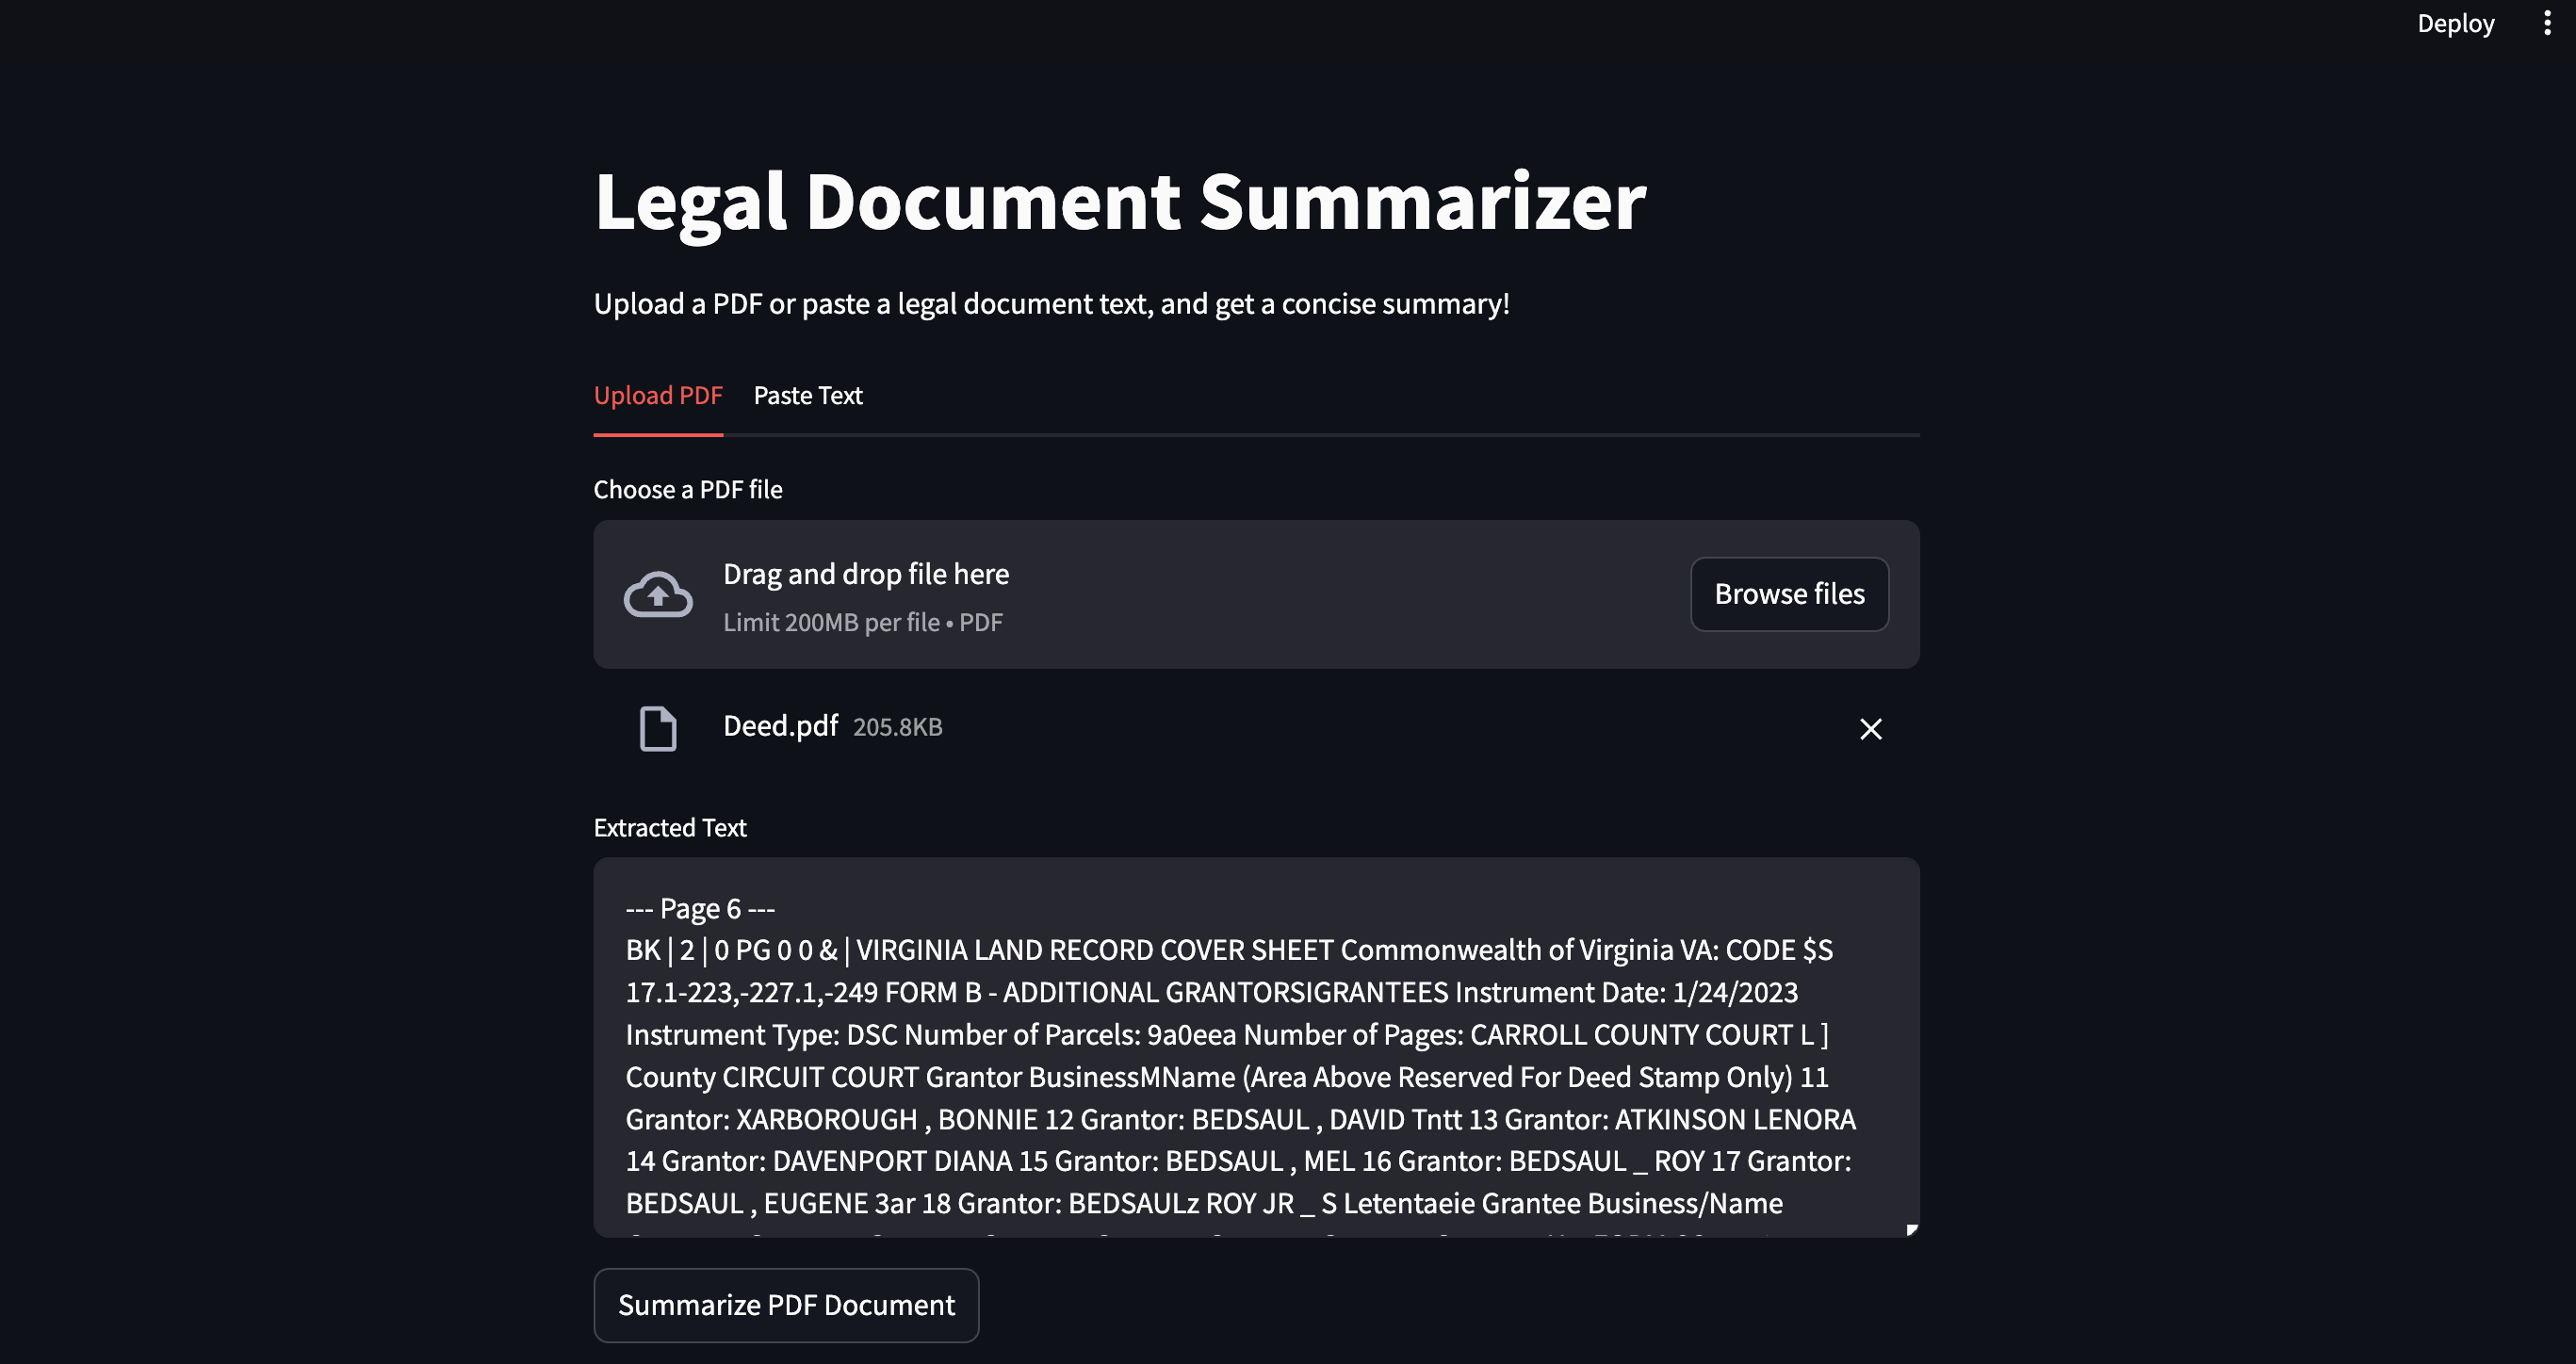 Deploy
Legal Document Summarizer
Upload a PDF or paste a legal document text, and get a concise summary!
Upload PDF
Paste Text
Choose a PDF file
Drag and drop file here
Limit 200MB per file • PDF
Browse files
Deed.pdf 205.8KB
Extracted Text
--- Page 6 ---
BK | 2 | 0 PG 0 0 & | VIRGINIA LAND RECORD COVER SHEET Commonwealth of Virginia VA: CODE $S
17.1-223,-227.1,-249 FORM B - ADDITIONAL GRANTORSIGRANTEES Instrument Date: 1/24/2023
Instrument Type: DSC Number of Parcels: 9a0eea Number of Pages: CARROLL COUNTY COURT L ]
County CIRCUIT COURT Grantor BusinessMName (Area Above Reserved For Deed Stamp Only) 11
Grantor: XARBOROUGH , BONNIE 12 Grantor: BEDSAUL , DAVID Tntt 13 Grantor: ATKINSON LENORA
14 Grantor: DAVENPORT DIANA 15 Grantor: BEDSAUL , MEL 16 Grantor: BEDSAUL _ ROY 17 Grantor:
BEDSAUL , EUGENE 3ar 18 Grantor: BEDSAULz ROY JR _ S Letentaeie Grantee Business/Name
Summarize PDF Document